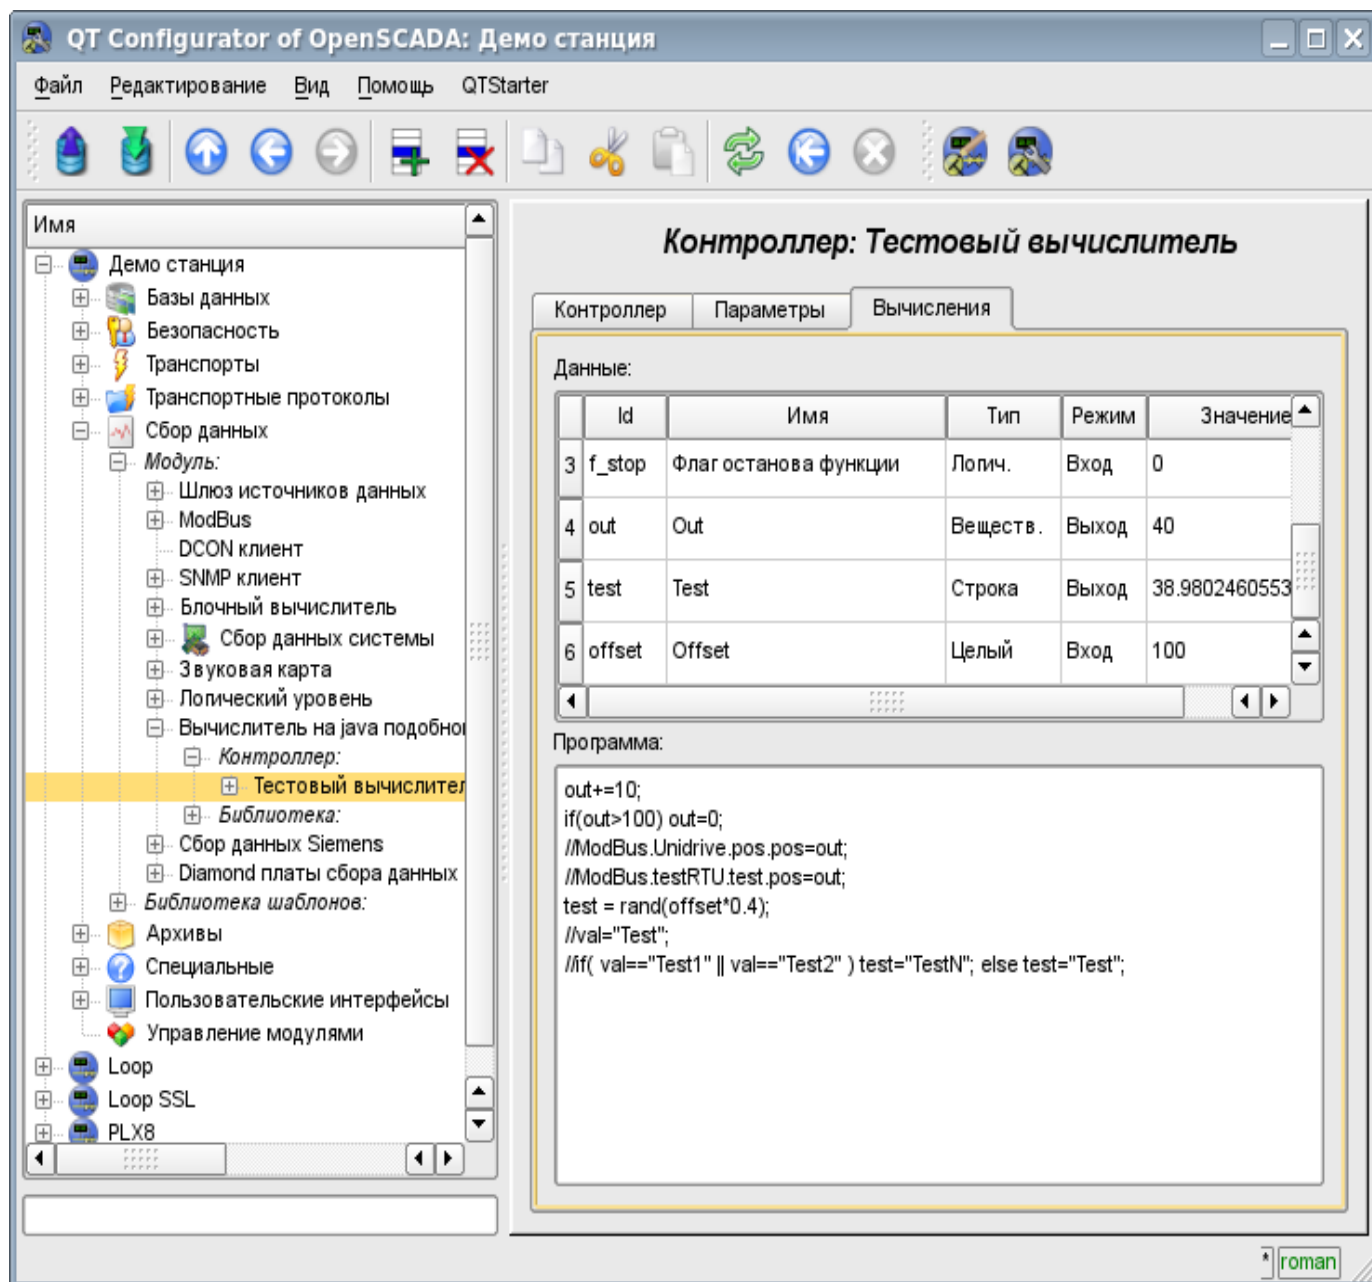 QT Configurator of OpenSCADA: Демо станция
Файл Редактирование Вид Помощь QTStarter
Имя
Демо станция
Базы данных
Безопасность
Транспорты
Транспортные протоколы
Сбор данных
Модуль:
Шлюз источников данных
ModBus
DCON клиент
SNMP клиент
Блочный вычислитель
Сбор данных системы
Звуковая карта
Логический уровень
Вычислитель на java подобно
Контроллер:
Тестовый вычислител
Библиотека:
Сбор данных Siemens
Diamond платы сбора данных
Библиотека шаблонов:
Архивы
Специальные
Пользовательские интерфейсы
Управление модулями
Loop
Loop SSL
PLX8
Контроллер: Тестовый вычислитель
Контроллер Параметры Вычисления
Данные:
Id Имя Тип Режим Значение
3 f_stop Флаг останова функции Логич. Вход 0
4 out Out Веществ. Выход 40
5 test Test Строка Выход 38.9802460553
6 offset Offset Целый Вход 100
Программа:
out+=10;
if(out>100) out=0;
//ModBus.Unidrive.pos.pos=out;
//ModBus.testRTU.test.pos=out;
test = rand(offset*0.4);
//val="Test";
//if( val=="Test1" || val=="Test2" ) test="TestN"; else test="Test";
* roman